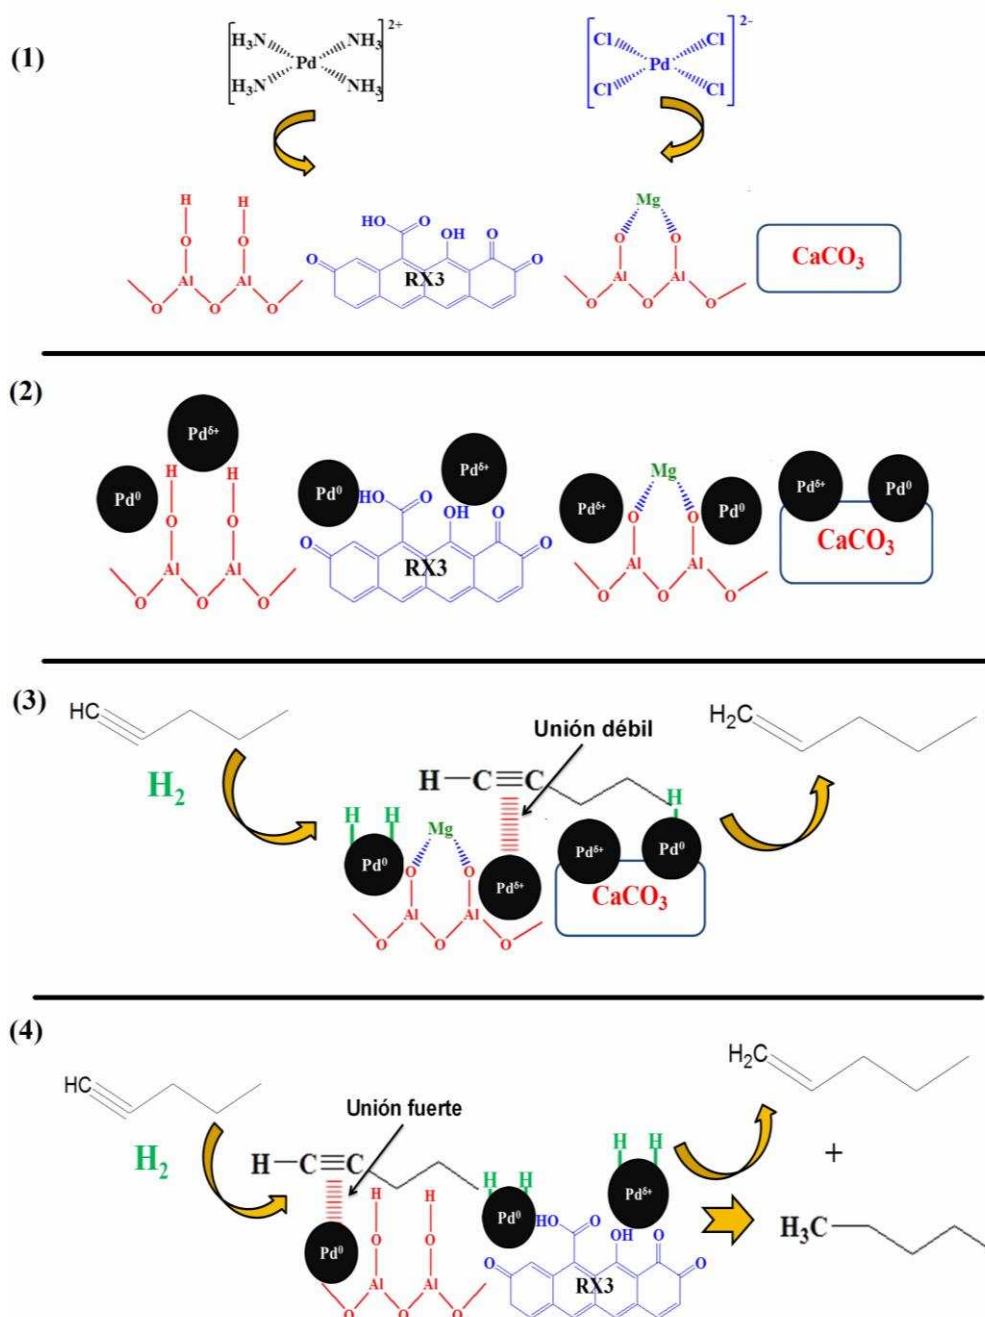 (1)
[H₃N NH₃ Pd H₃N NH₃]²⁺
[Cl Cl Pd Cl Cl]²⁻
H H
O O
Al Al
O O O
HO O
O OH O O
RX3
Mg
O O
Al Al
O O O
CaCO₃
(2)
Pd⁰ Pdᵟ⁺
H H
O O
Al Al
O O O
Pd⁰ Pdᵟ⁺
HO O
O OH O O
RX3
Pdᵟ⁺ Mg Pd⁰
O O
Al Al
O O O
Pdᵟ⁺ Pd⁰
CaCO₃
(3)
HC
H₂
Unión débil
H C C
H₂C
H H
Pd⁰ Mg Pdᵟ⁺
O O
Al Al
O O O
H
Pdᵟ⁺ Pd⁰
CaCO₃
(4)
HC
H₂
Unión fuerte
H C C
H H
O O
Pd⁰
Al Al
O O O
H H
Pd⁰
H H
Pdᵟ⁺
HO O
O OH O O
RX3
H₂C
+
H₃C